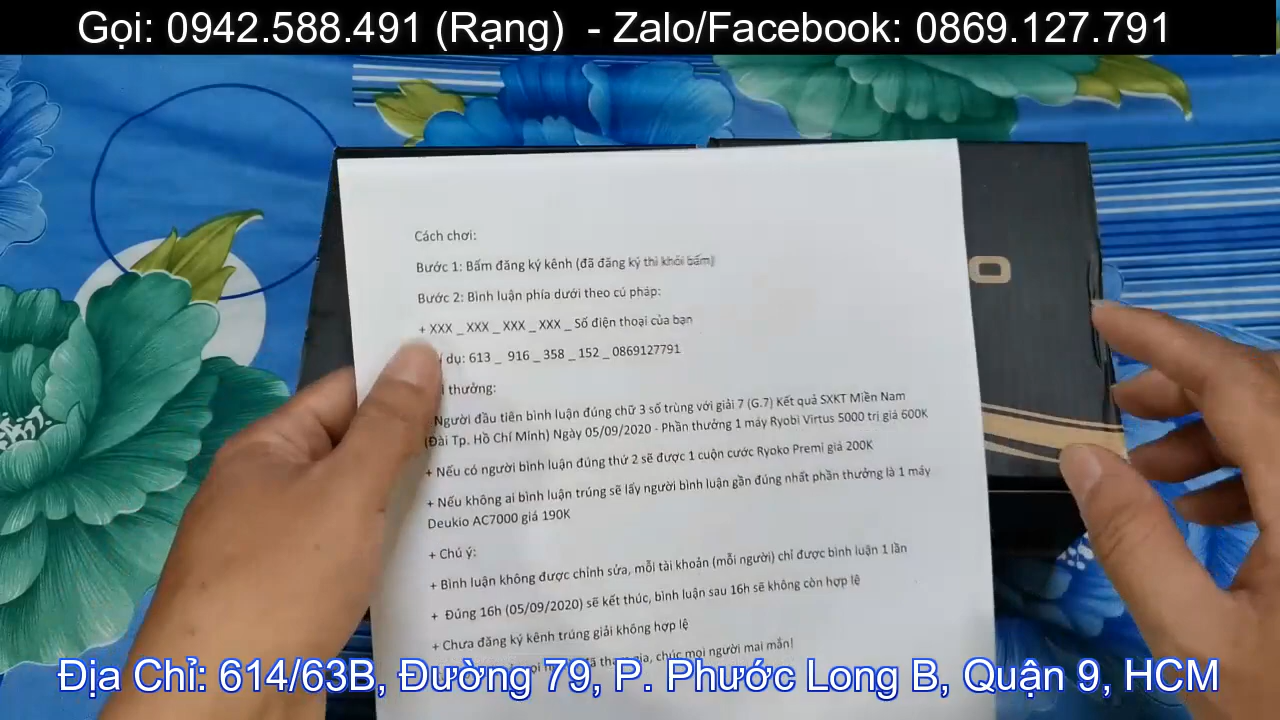 Gọi: 0942.588.491 (Rạng) - Zalo/Facebook: 0869.127.791
Cách chơi:
Bước 1: Bấm đăng ký kênh (đã đăng ký thì khỏi bấm)
Bước 2: Bình luận phía dưới theo cú pháp:
+ XXX _ XXX _ XXX _ XXX _ Số điện thoại của bạn
dụ: 613 _ 916 _ 358 _ 152 _ 0869127791
thưởng:
Người đầu tiên bình luận đúng chữ 3 số trùng với giải 7 (G.7) Kết quả SXKT Miền Nam
(Đài Tp. Hồ Chí Minh) Ngày 05/09/2020 - Phần thưởng 1 máy Ryobi Virtus 5000 trị giá 600K
+ Nếu có người bình luận đúng thứ 2 sẽ được 1 cuộn cước Ryoko Premi giá 200K
+ Nếu không ai bình luận trúng sẽ lấy người bình luận gần đúng nhất phần thưởng là 1 máy
Deukio AC7000 giá 190K
+ Chú ý:
+ Bình luận không được chỉnh sửa, mỗi tài khoản (mỗi người) chỉ được bình luận 1 lần
+ Đúng 16h (05/09/2020) sẽ kết thúc, bình luận sau 16h sẽ không còn hợp lệ
+ Chưa đăng ký kênh trúng giải không hợp lệ
gia, chúc mọi người mai mắn!
O
Địa Chỉ: 614/63B, Đường 79, P. Phước Long B, Quận 9, HCM